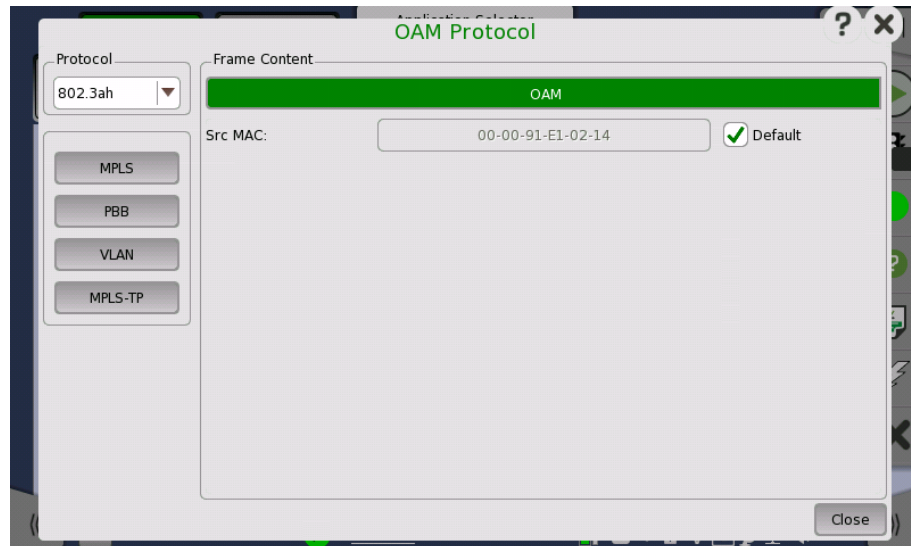 OAM Protocol
?
Protocol
Frame Content
802.3ah
OAM
Src MAC:
00-00-91-E1-02-14
Default
MPLS
PBB
VLAN
MPLS-TP
Close